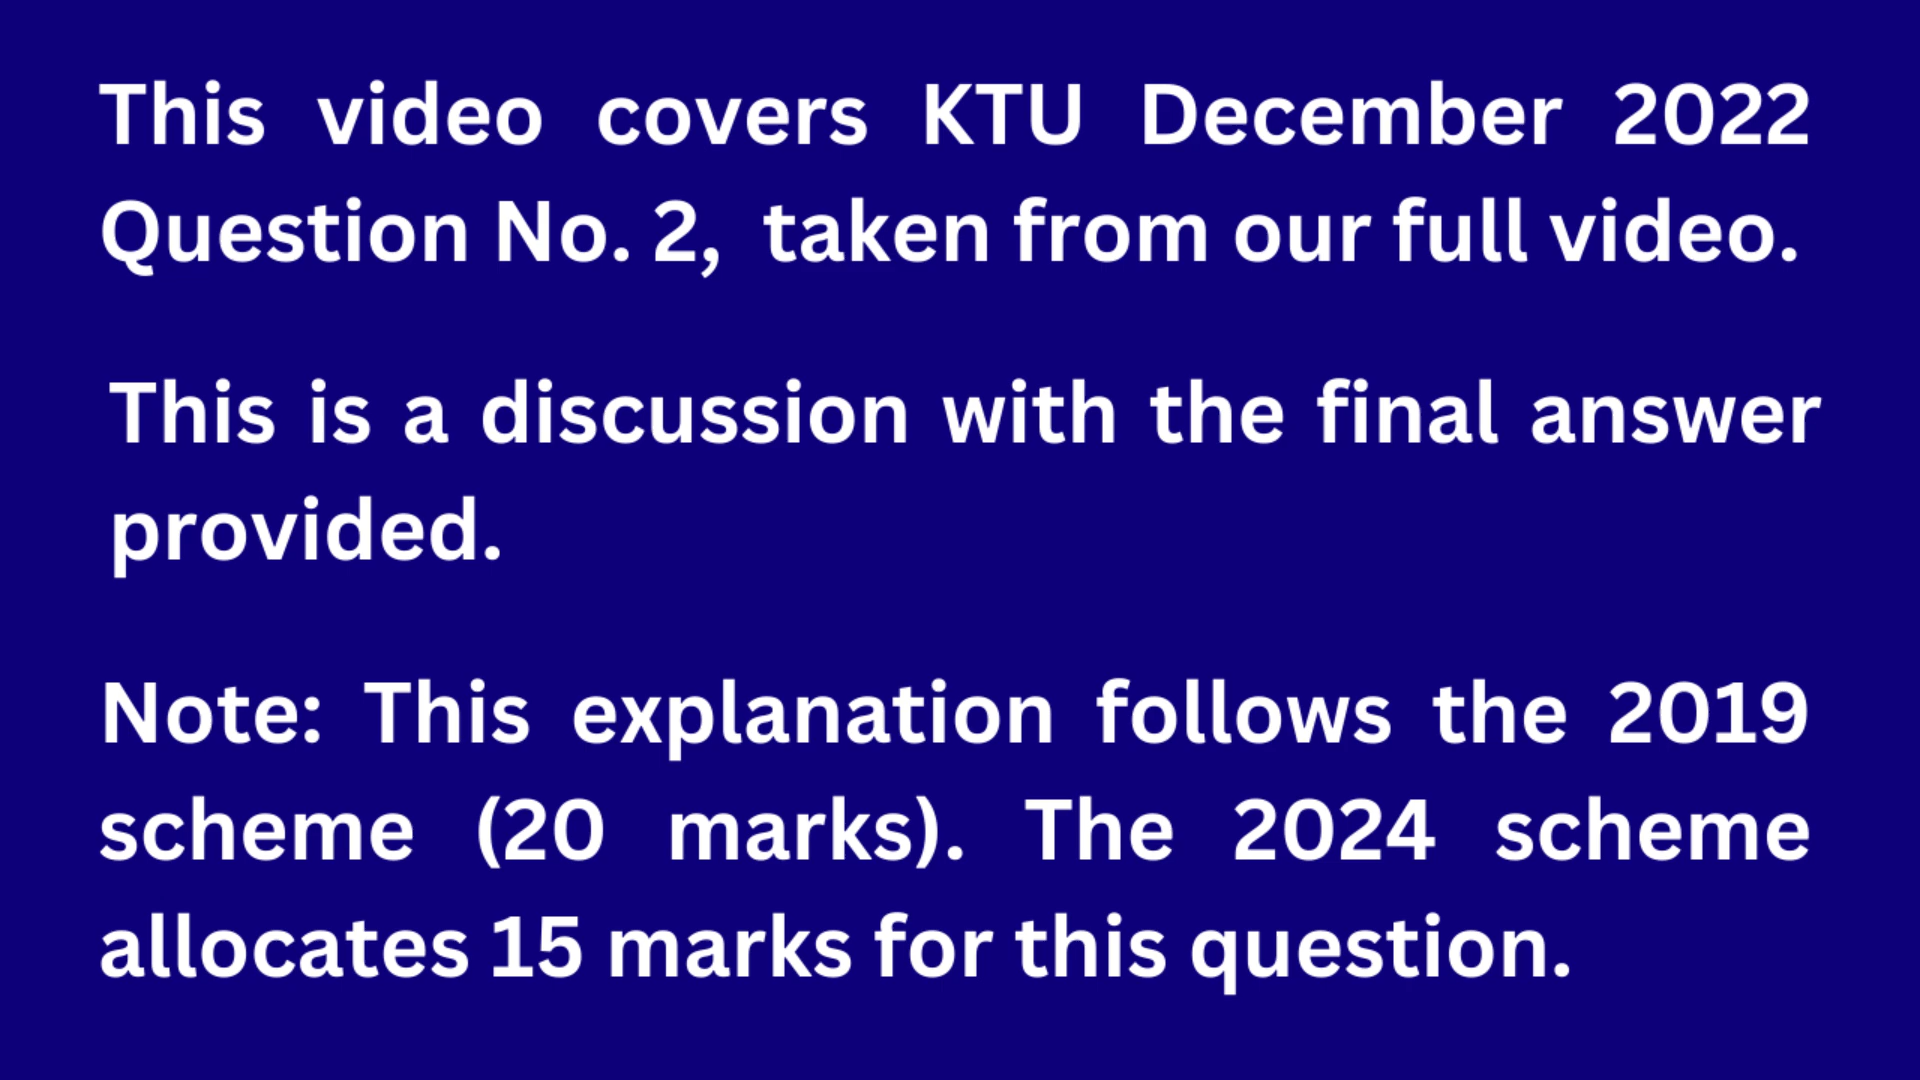 This video covers KTU December 2022
Question No. 2, taken from our full video.
This is a discussion with the final answer
provided.
Note: This explanation follows the 2019
scheme (20 marks). The 2024 scheme
allocates 15 marks for this question.